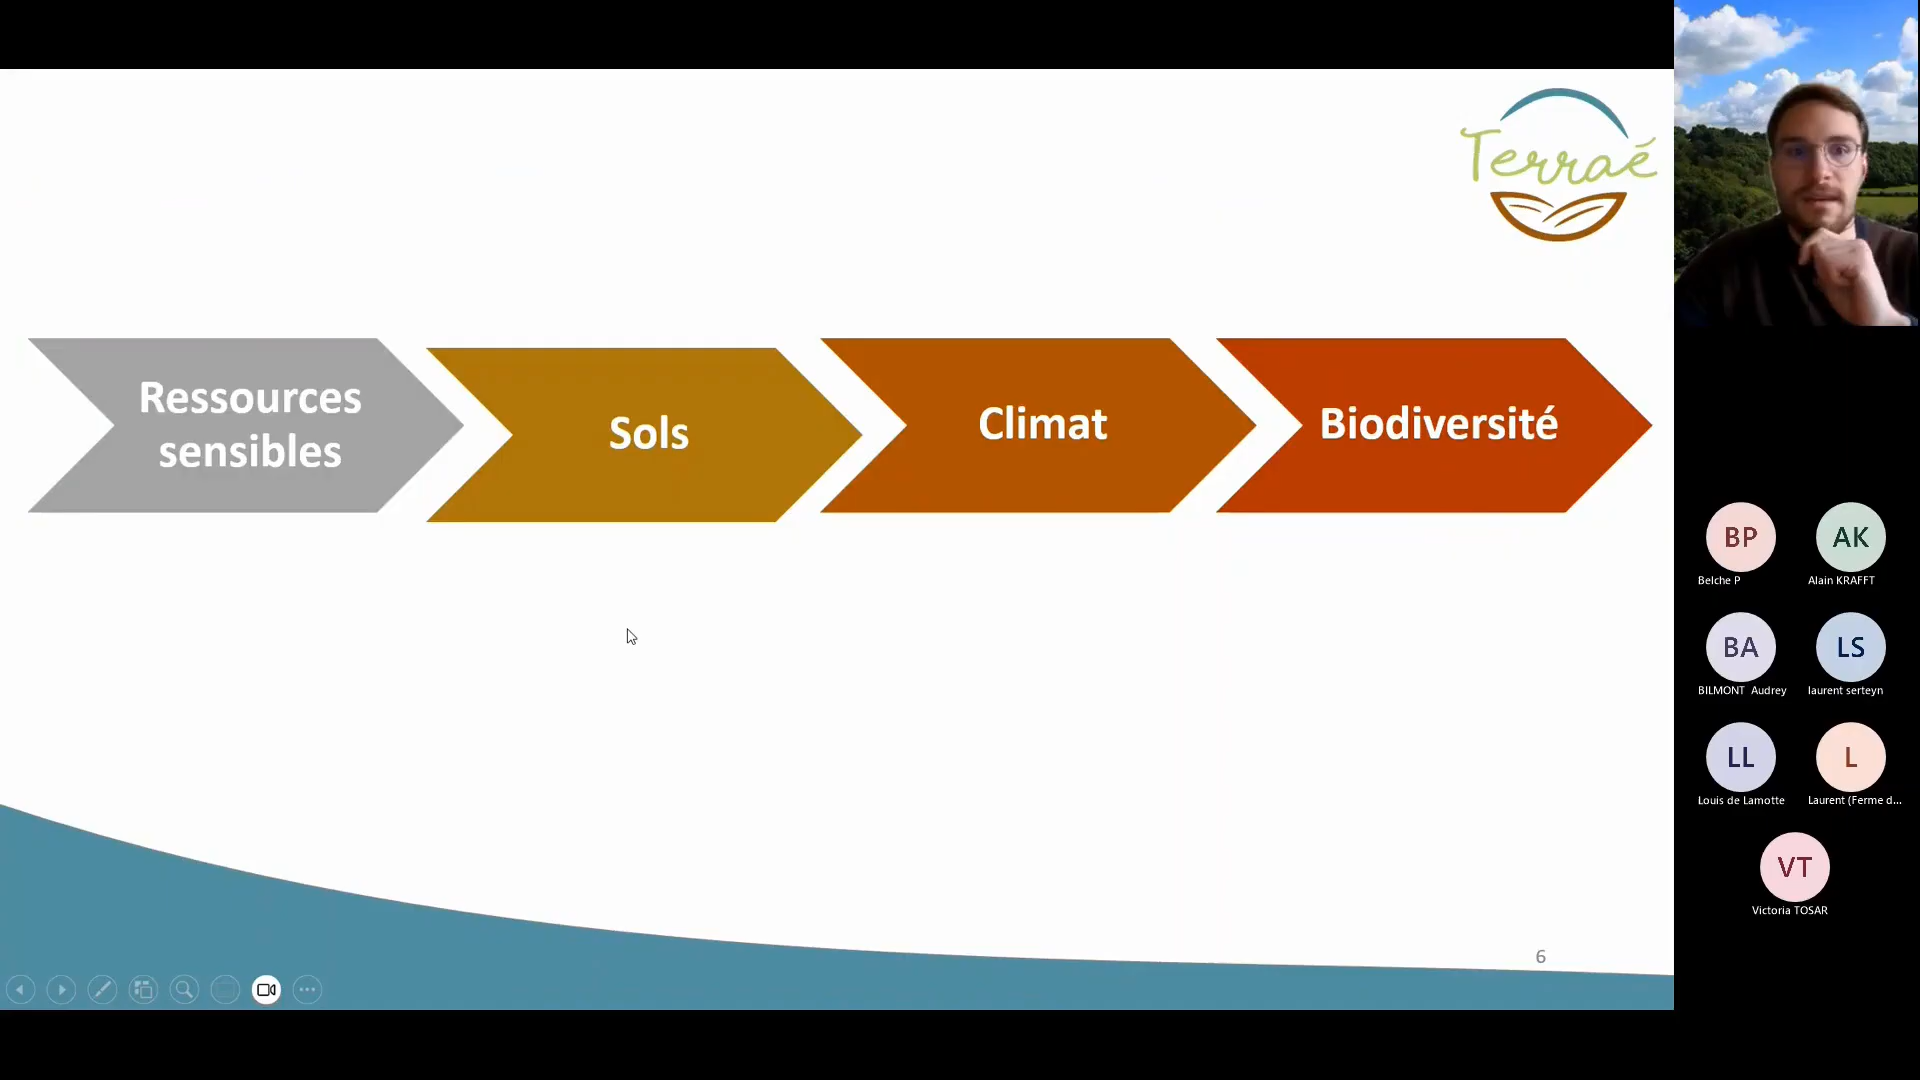 Terraé
Ressources
sensibles
Sols
Climat
Biodiversité
6
BP
Belche P
AK
Alain KRAFFT
BA
BILMONT Audrey
LS
laurent serteyn
LL
Louis de Lamotte
L
Laurent (Ferme d...
VT
Victoria TOSAR